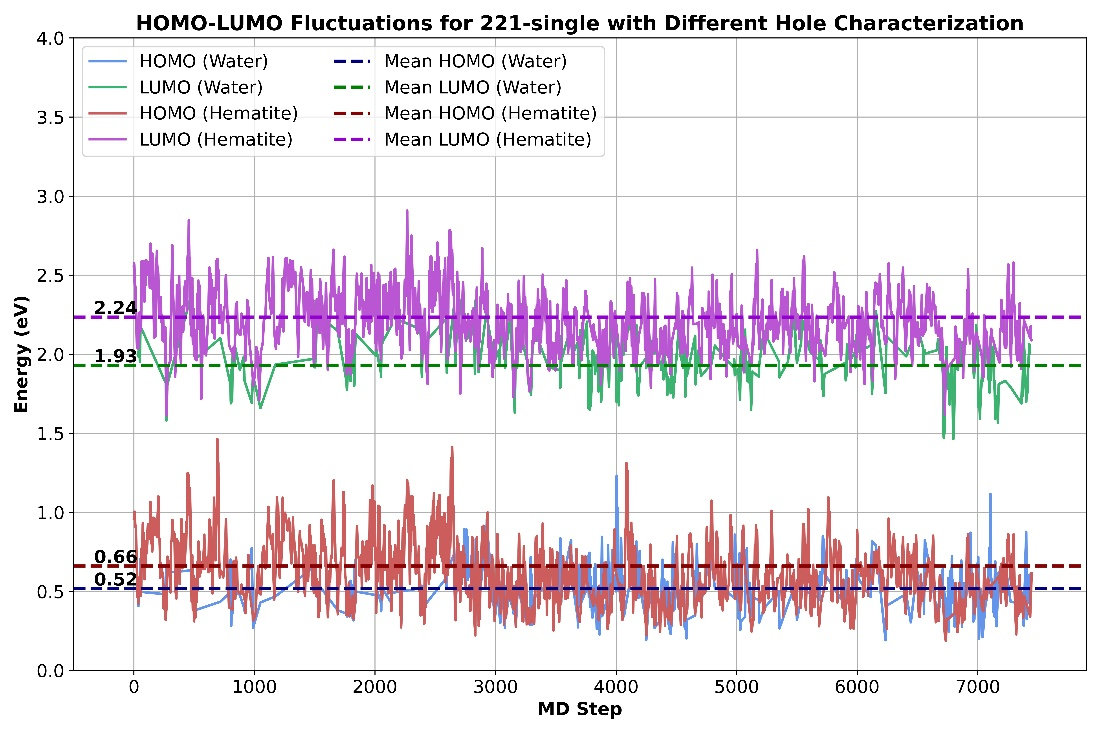 HOMO-LUMO Fluctuations for 221-single with Different Hole Characterization
4.0
3.5
3.0
2.5
2.0
1.5
1.0
0.5
0.0
Energy (eV)
HOMO (Water)
LUMO (Water)
HOMO (Hematite)
LUMO (Hematite)
Mean HOMO (Water)
Mean LUMO (Water)
Mean HOMO (Hematite)
Mean LUMO (Hematite)
2.24
1.93
0.66
0.52
0 1000 2000 3000 4000 5000 6000 7000
MD Step